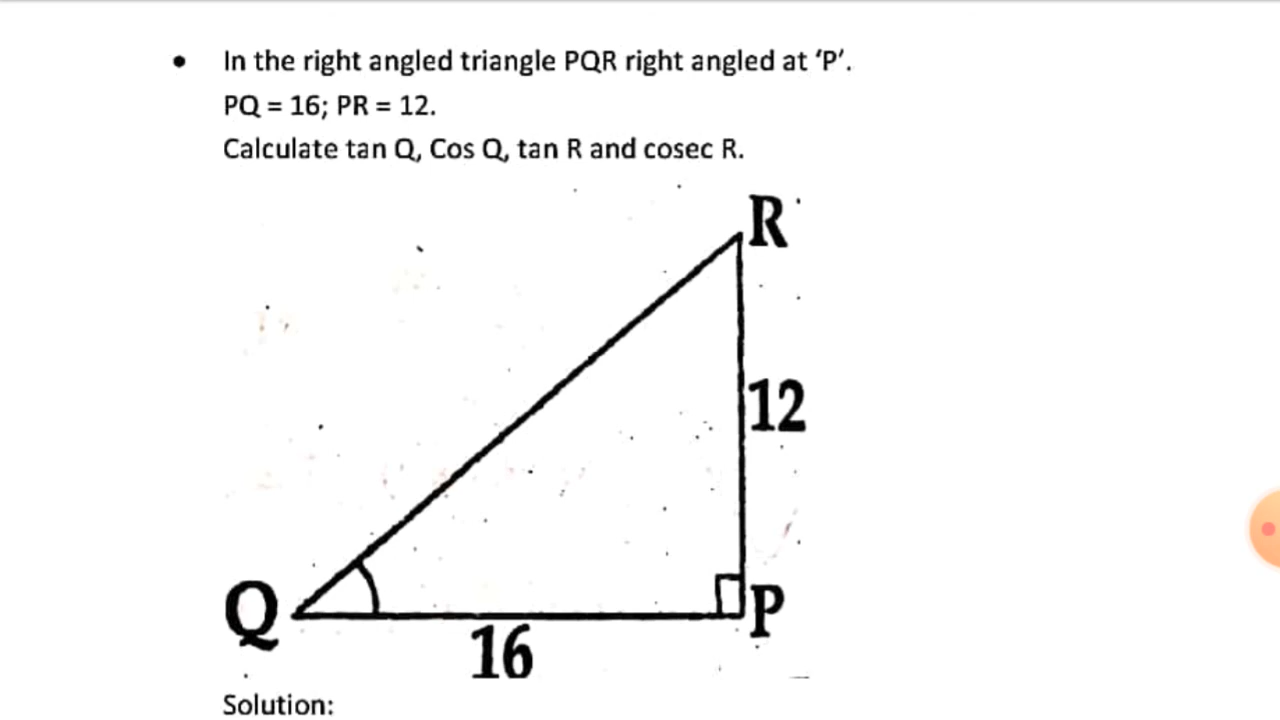 • In the right angled triangle PQR right angled at ‘P’.
PQ = 16; PR = 12.
Calculate tan Q, Cos Q, tan R and cosec R.
R
12
Q
P
16
Solution: